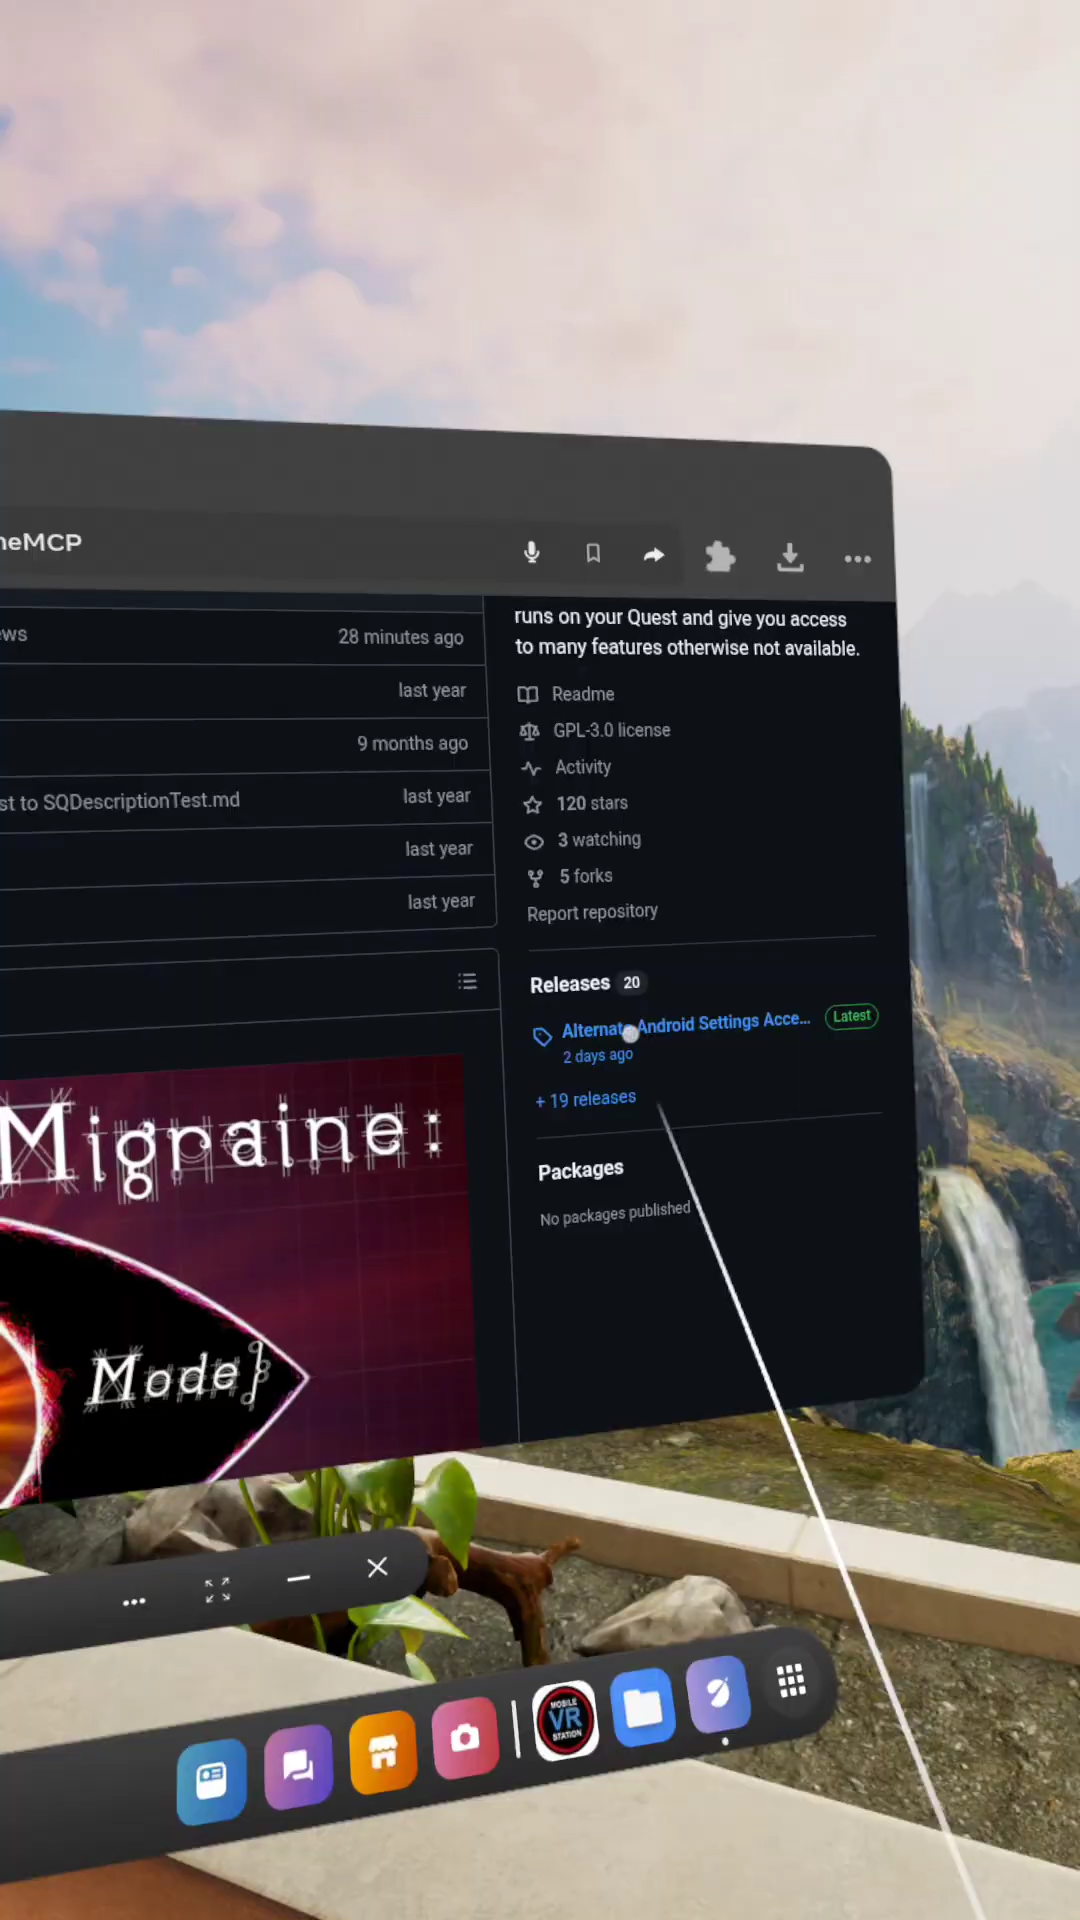 neMCP
ews
28 minutes ago
last year
9 months ago
st to SQDescriptionTest.md
last year
last year
last year
runs on your Quest and give you access
to many features otherwise not available.
Readme
GPL-3.0 license
Activity
120 stars
3 watching
5 forks
Report repository
Releases 20
Alternate Android Settings Acce... Latest
2 days ago
+ 19 releases
Packages
No packages published
Migraine:
Mode
MOBILE
VR
STATION